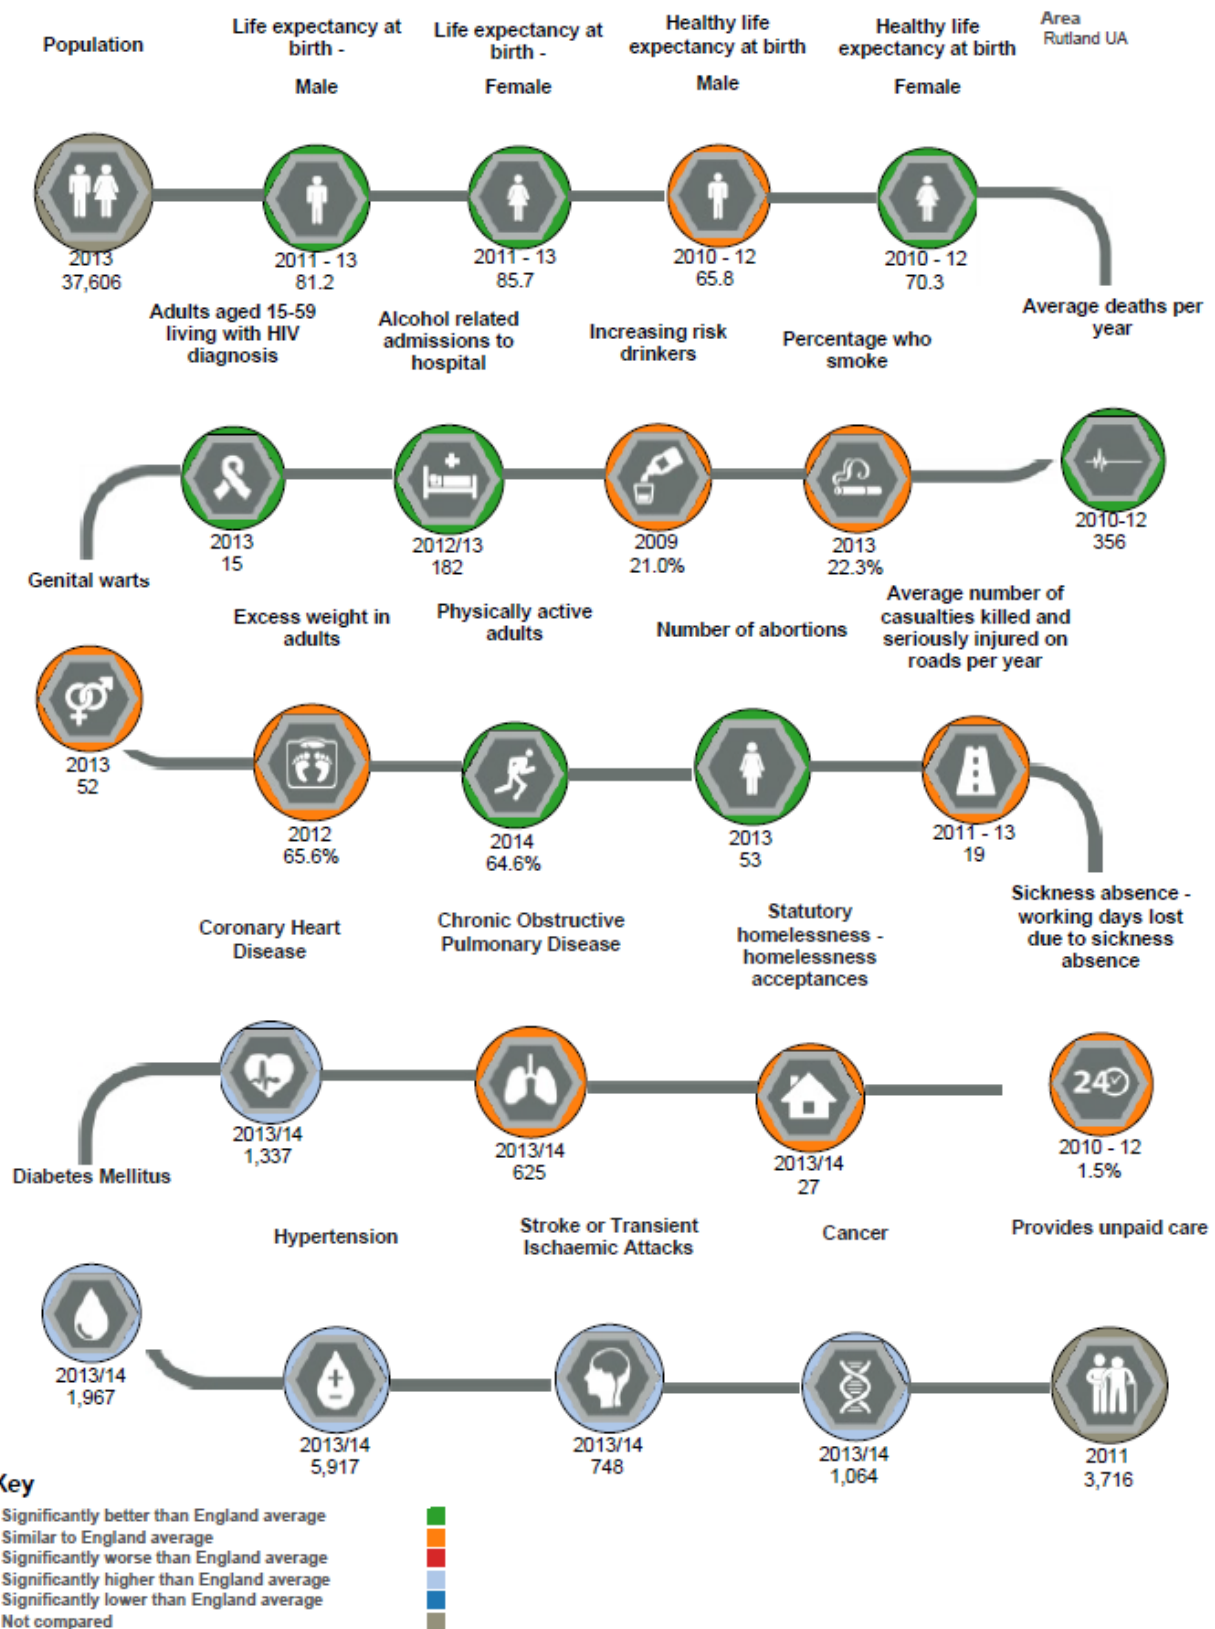 Area
Rutland UA
Population
Life expectancy at
birth -
Male
Life expectancy at
birth -
Female
Healthy life
expectancy at birth
Male
Healthy life
expectancy at birth
Female
2013
37,606
2011 - 13
81.2
2011 - 13
85.7
2010 - 12
65.8
2010 - 12
70.3
Adults aged 15-59
living with HIV
diagnosis
Alcohol related
admissions to
hospital
Increasing risk
drinkers
Percentage who
smoke
Average deaths per
year
2013
15
2012/13
182
2009
21.0%
2013
22.3%
2010-12
356
Genital warts
Excess weight in
adults
Physically active
adults
Number of abortions
Average number of
casualties killed and
seriously injured on
roads per year
2013
52
2012
65.6%
2014
64.6%
2013
53
2011 - 13
19
Coronary Heart
Disease
Chronic Obstructive
Pulmonary Disease
Statutory
homelessness -
homelessness
acceptances
Sickness absence -
working days lost
due to sickness
absence
24
2013/14
1,337
2013/14
625
2013/14
27
2010 - 12
1.5%
Diabetes Mellitus
Hypertension
Stroke or Transient
Ischaemic Attacks
Cancer
Provides unpaid care
2013/14
1,967
2013/14
5,917
2013/14
748
2013/14
1,064
2011
3,716
Key
Significantly better than England average
Similar to England average
Significantly worse than England average
Significantly higher than England average
Significantly lower than England average
Not compared